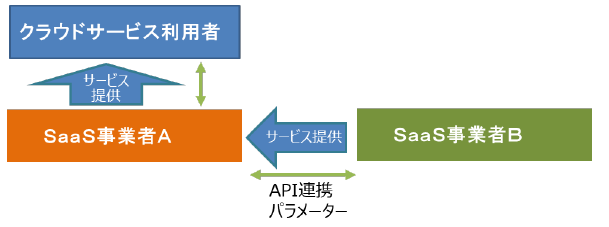 クラウドサービス利用者
サービス
提供
SaaS事業者A
サービス提供
SaaS事業者B
API連携
パラメーター